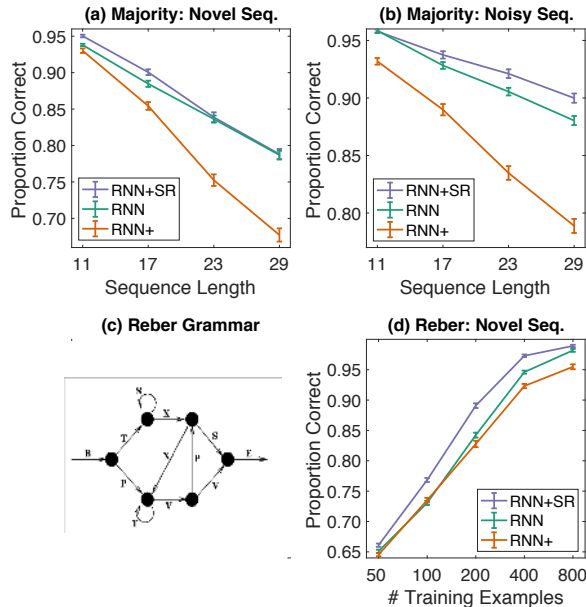 (a) Majority: Novel Seq.
0.95
0.90
0.85
0.80
0.75
0.70
Proportion Correct
RNN+SR
RNN
RNN+
11 17 23 29
Sequence Length
(b) Majority: Noisy Seq.
0.95
0.90
0.85
0.80
Proportion Correct
RNN+SR
RNN
RNN+
11 17 23 29
Sequence Length
(c) Reber Grammar
S
X
T
B
X
P
S
E
P
V
V
T
(d) Reber: Novel Seq.
0.95
0.90
0.85
0.80
0.75
0.70
0.65
Proportion Correct
RNN+SR
RNN
RNN+
50 100 200 400 800
# Training Examples